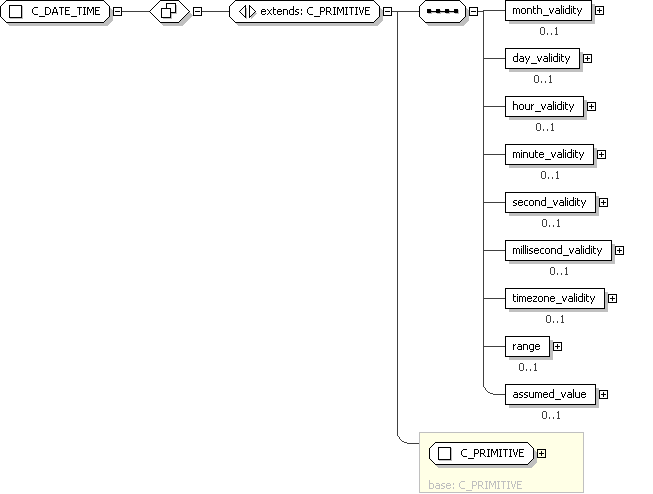 C_DATE_TIME
extends: C_PRIMITIVE
month_validity
0..1
day_validity
0..1
hour_validity
0..1
minute_validity
0..1
second_validity
0..1
millisecond_validity
0..1
timezone_validity
0..1
range
0..1
assumed_value
0..1
C_PRIMITIVE
base: C_PRIMITIVE